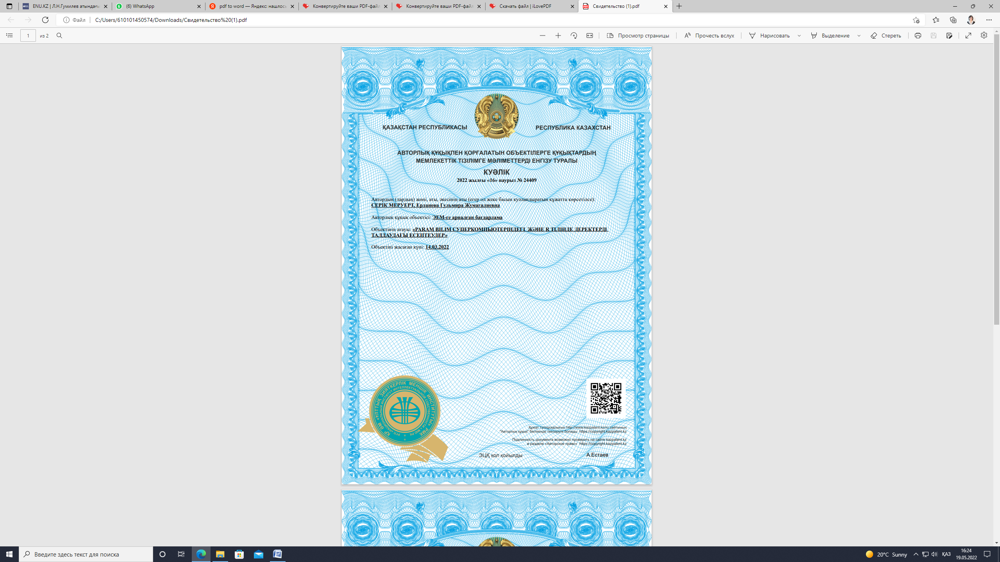 ENU.KZ | Л.Н.Гумилев атындағы
(6) WhatsApp
pdf to word — Яндекс: нашлось
Конвертируйте ваши PDF-файл
Конвертируйте ваши PDF-файл
Скачать файл | iLovePDF
Свидетельство (1).pdf
Файл
C:/Users/610101450574/Downloads/Свидетельство%20(1).pdf
1 из 2
Просмотр страницы
Прочесть вслух
Нарисовать
Выделение
Стереть
ҚАЗАҚСТАН РЕСПУБЛИКАСЫ
РЕСПУБЛИКА КАЗАХСТАН
QAZAQSTAN
АВТОРЛЫҚ ҚҰҚЫҚПЕН ҚОРҒАЛАТЫН ОБЪЕКТІЛЕРГЕ ҚҰҚЫҚТАРДЫҢ
МЕМЛЕКЕТТІК ТІЗІЛІМГЕ МӘЛІМЕТТЕРДІ ЕНГІЗУ ТУРАЛЫ
КУӘЛІК
2022 жылғы «16» наурыз № 24409
Автордың (лардың) жөні, аты, әкесінің аты (егер ол жеке басын куәландыратын құжатта көрсетілсе):
СЕРІК МЕРУЕРТ, Ерланова Гульмира Жумагалиевна
Авторлық құқық объектісі: ЭЕМ-ге арналған бағдарлама
Объектінің атауы: «PARAM BILIM СУПЕРКОМПЬЮТЕРІНДЕГІ ЖӘНЕ R ТІЛІНДЕ ДЕРЕКТЕРДІ
ТАЛДАУДАҒЫ ЕСЕПТЕУЛЕР»
Объектіні жасаған күні: 14.03.2022
ҚР ӘМ «ҰЛТТЫҚ ЗИЯТКЕРЛІК МЕНШІК ИНСТИТУТЫ» РМК
РГП «НАЦИОНАЛЬНЫЙ ИНСТИТУТ ИНТЕЛЛЕКТУАЛЬНОЙ СОБСТВЕННОСТИ» МЮ РК
Құжат түпнұсқалығын http://www.kazpatent.kz/ru сайтының
"Авторлық құқық" бөлімінде тексеруге болады https://copyright.kazpatent.kz
Подлинность документа возможно проверить на сайте kazpatent.kz
в разделе «Авторское право» https://copyright.kazpatent.kz
ЭЦҚ қол қойылды
А.Естаев
Введите здесь текст для поиска
20°C Sunny
ҚАЗ
16:24
19.05.2022